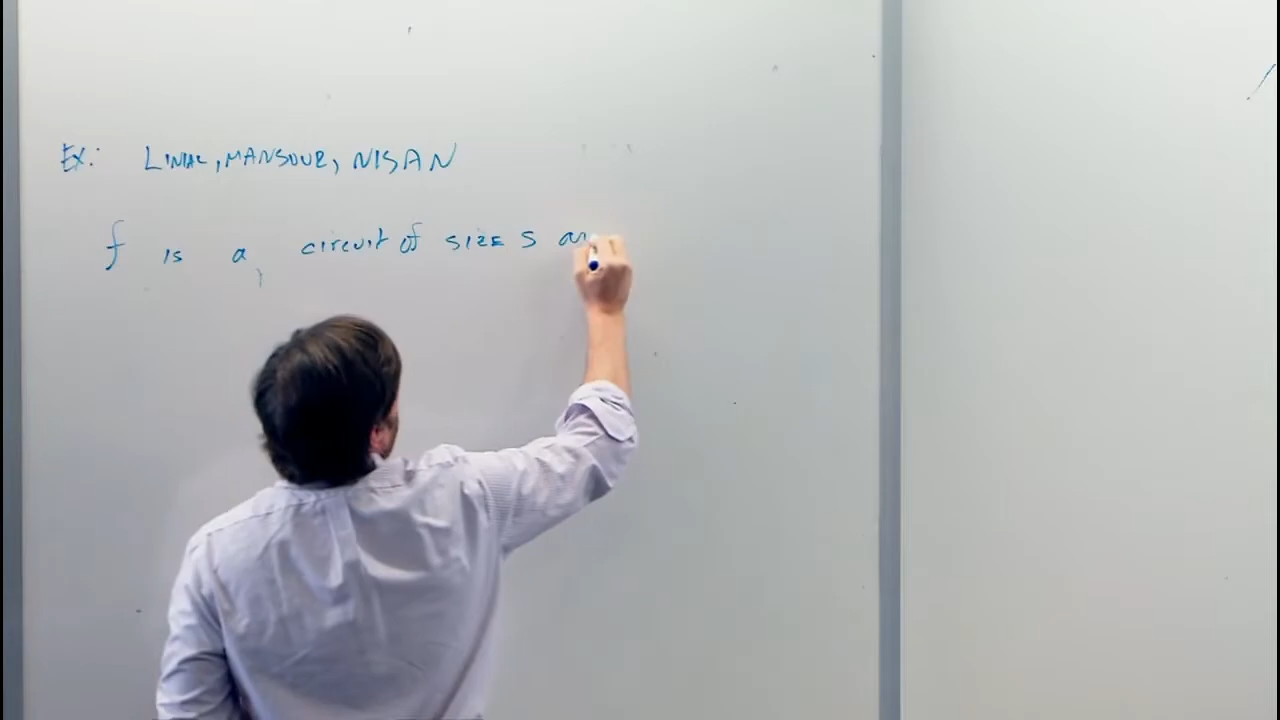 Ex: LINIAL, MANSOUR, NISAN
f is a circuit of size s an